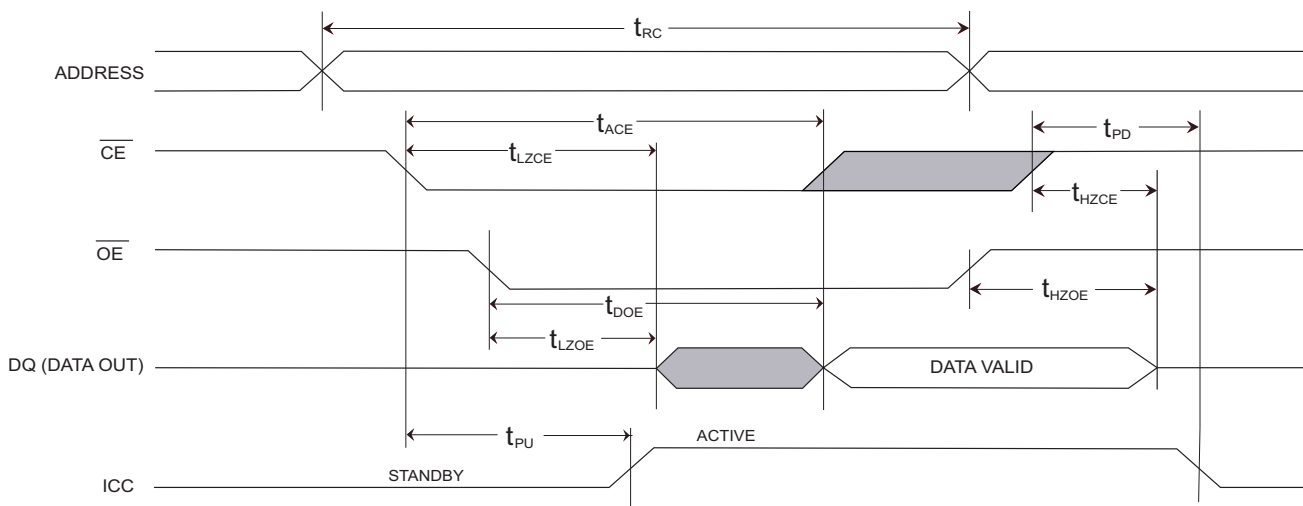 tRC
ADDRESS
tACE
tPD
CE
tLZCE
tHZCE
OE
tHZOE
tDOE
tLZOE
DQ (DATA OUT)
DATA VALID
tPU
ACTIVE
STANDBY
ICC